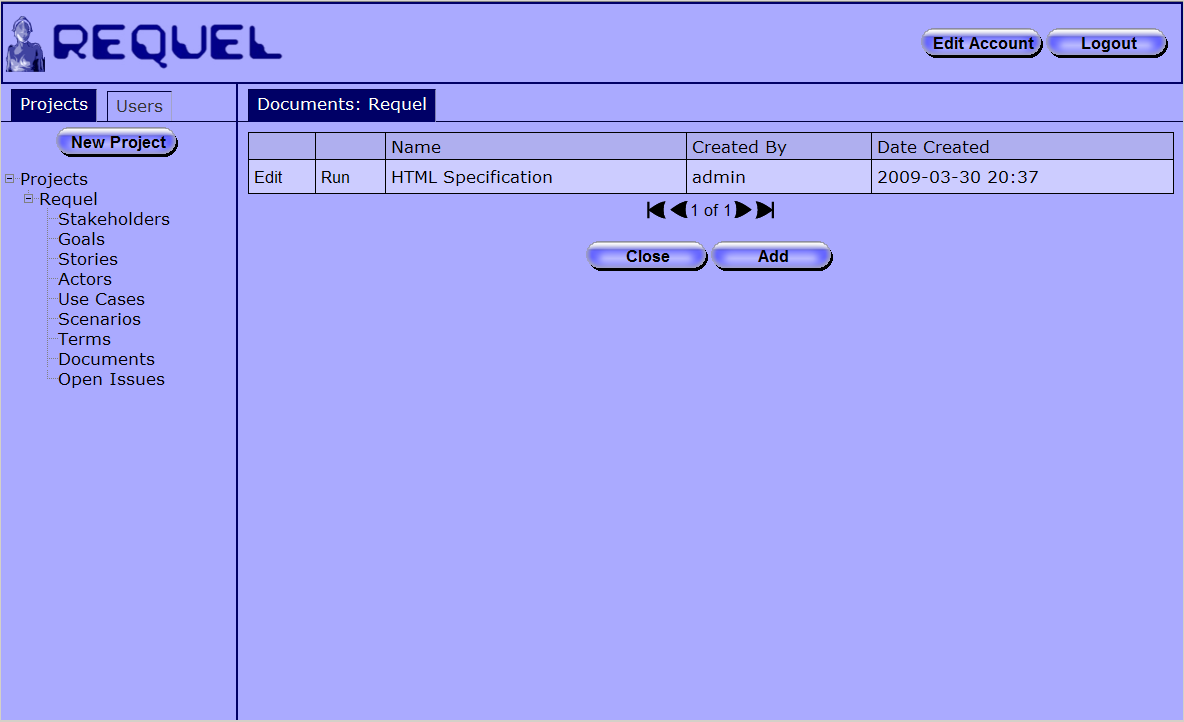 REQUEL
Edit Account Logout
Projects Users
New Project
Projects
Requel
Stakeholders
Goals
Stories
Actors
Use Cases
Scenarios
Terms
Documents
Open Issues
Documents: Requel
Name Created By Date Created
Edit Run HTML Specification admin 2009-03-30 20:37
1 of 1
Close Add